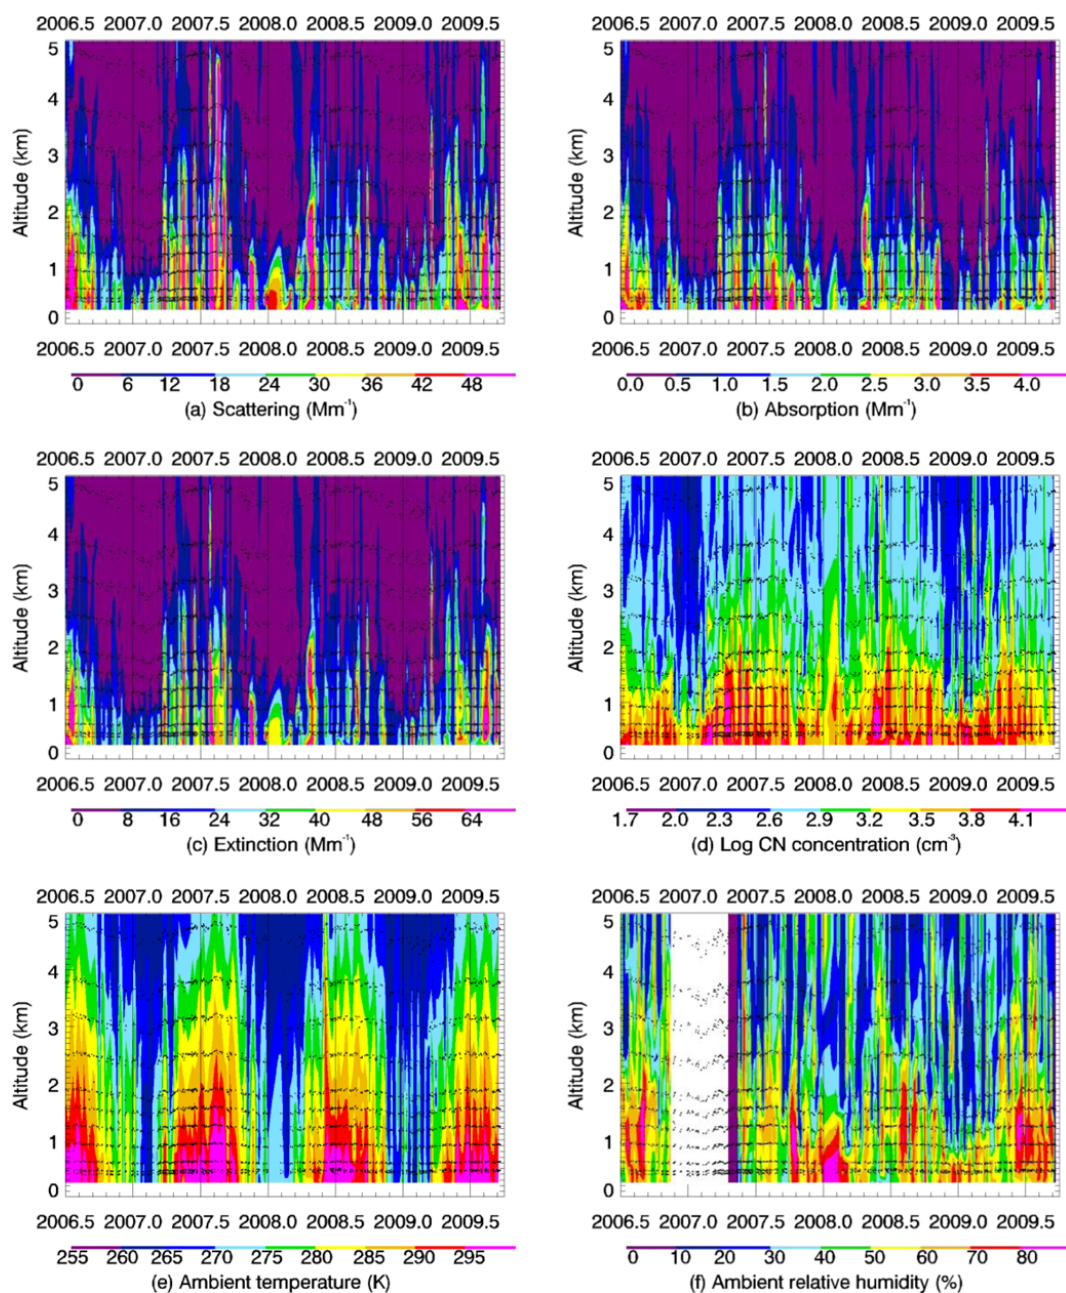 2006.5 2007.0 2007.5 2008.0 2008.5 2009.0 2009.5
5
4
3
2
1
0
Altitude (km)
2006.5 2007.0 2007.5 2008.0 2008.5 2009.0 2009.5
0 6 12 18 24 30 36 42 48
(a) Scattering (Mm⁻¹)
2006.5 2007.0 2007.5 2008.0 2008.5 2009.0 2009.5
5
4
3
2
1
0
Altitude (km)
2006.5 2007.0 2007.5 2008.0 2008.5 2009.0 2009.5
0.0 0.5 1.0 1.5 2.0 2.5 3.0 3.5 4.0
(b) Absorption (Mm⁻¹)
2006.5 2007.0 2007.5 2008.0 2008.5 2009.0 2009.5
5
4
3
2
1
0
Altitude (km)
2006.5 2007.0 2007.5 2008.0 2008.5 2009.0 2009.5
0 8 16 24 32 40 48 56 64
(c) Extinction (Mm⁻¹)
2006.5 2007.0 2007.5 2008.0 2008.5 2009.0 2009.5
5
4
3
2
1
0
Altitude (km)
2006.5 2007.0 2007.5 2008.0 2008.5 2009.0 2009.5
1.7 2.0 2.3 2.6 2.9 3.2 3.5 3.8 4.1
(d) Log CN concentration (cm⁻³)
2006.5 2007.0 2007.5 2008.0 2008.5 2009.0 2009.5
5
4
3
2
1
0
Altitude (km)
2006.5 2007.0 2007.5 2008.0 2008.5 2009.0 2009.5
255 260 265 270 275 280 285 290 295
(e) Ambient temperature (K)
2006.5 2007.0 2007.5 2008.0 2008.5 2009.0 2009.5
5
4
3
2
1
0
Altitude (km)
2006.5 2007.0 2007.5 2008.0 2008.5 2009.0 2009.5
0 10 20 30 40 50 60 70 80
(f) Ambient relative humidity (%)